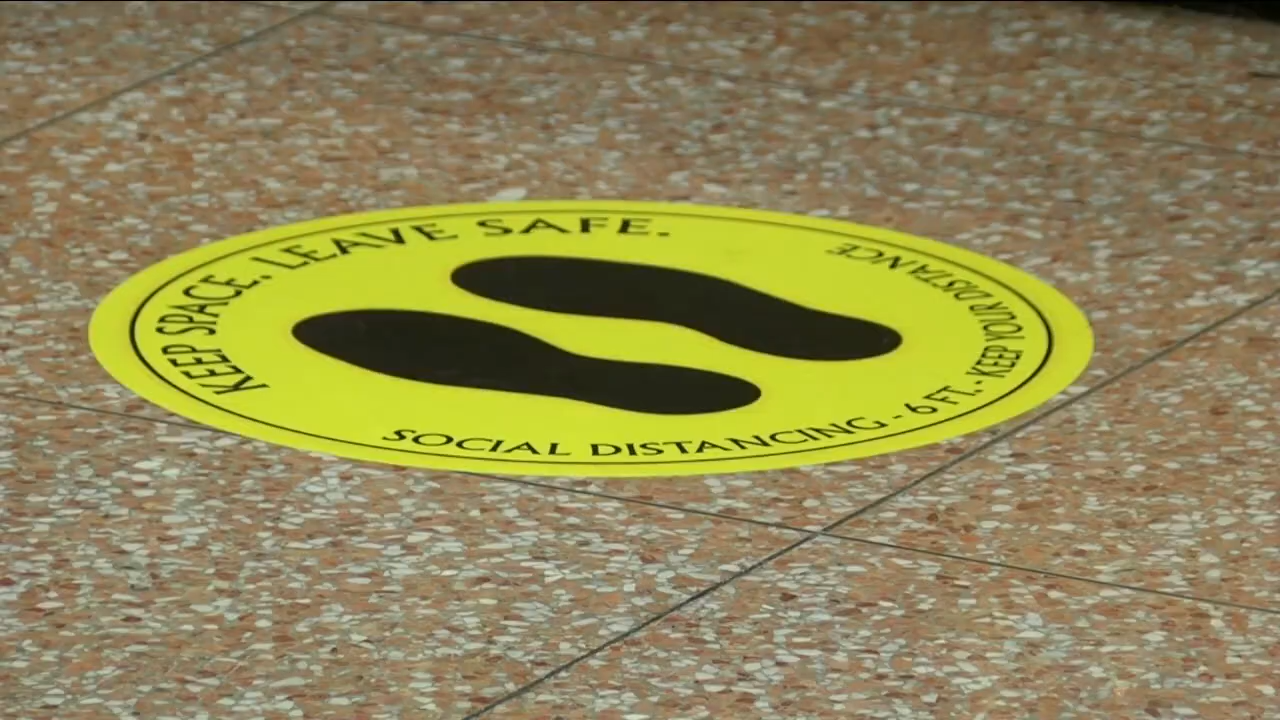 KEEP SPACE. LEAVE SAFE.
SOCIAL DISTANCING - 6 FT. - KEEP YOUR DISTANCE